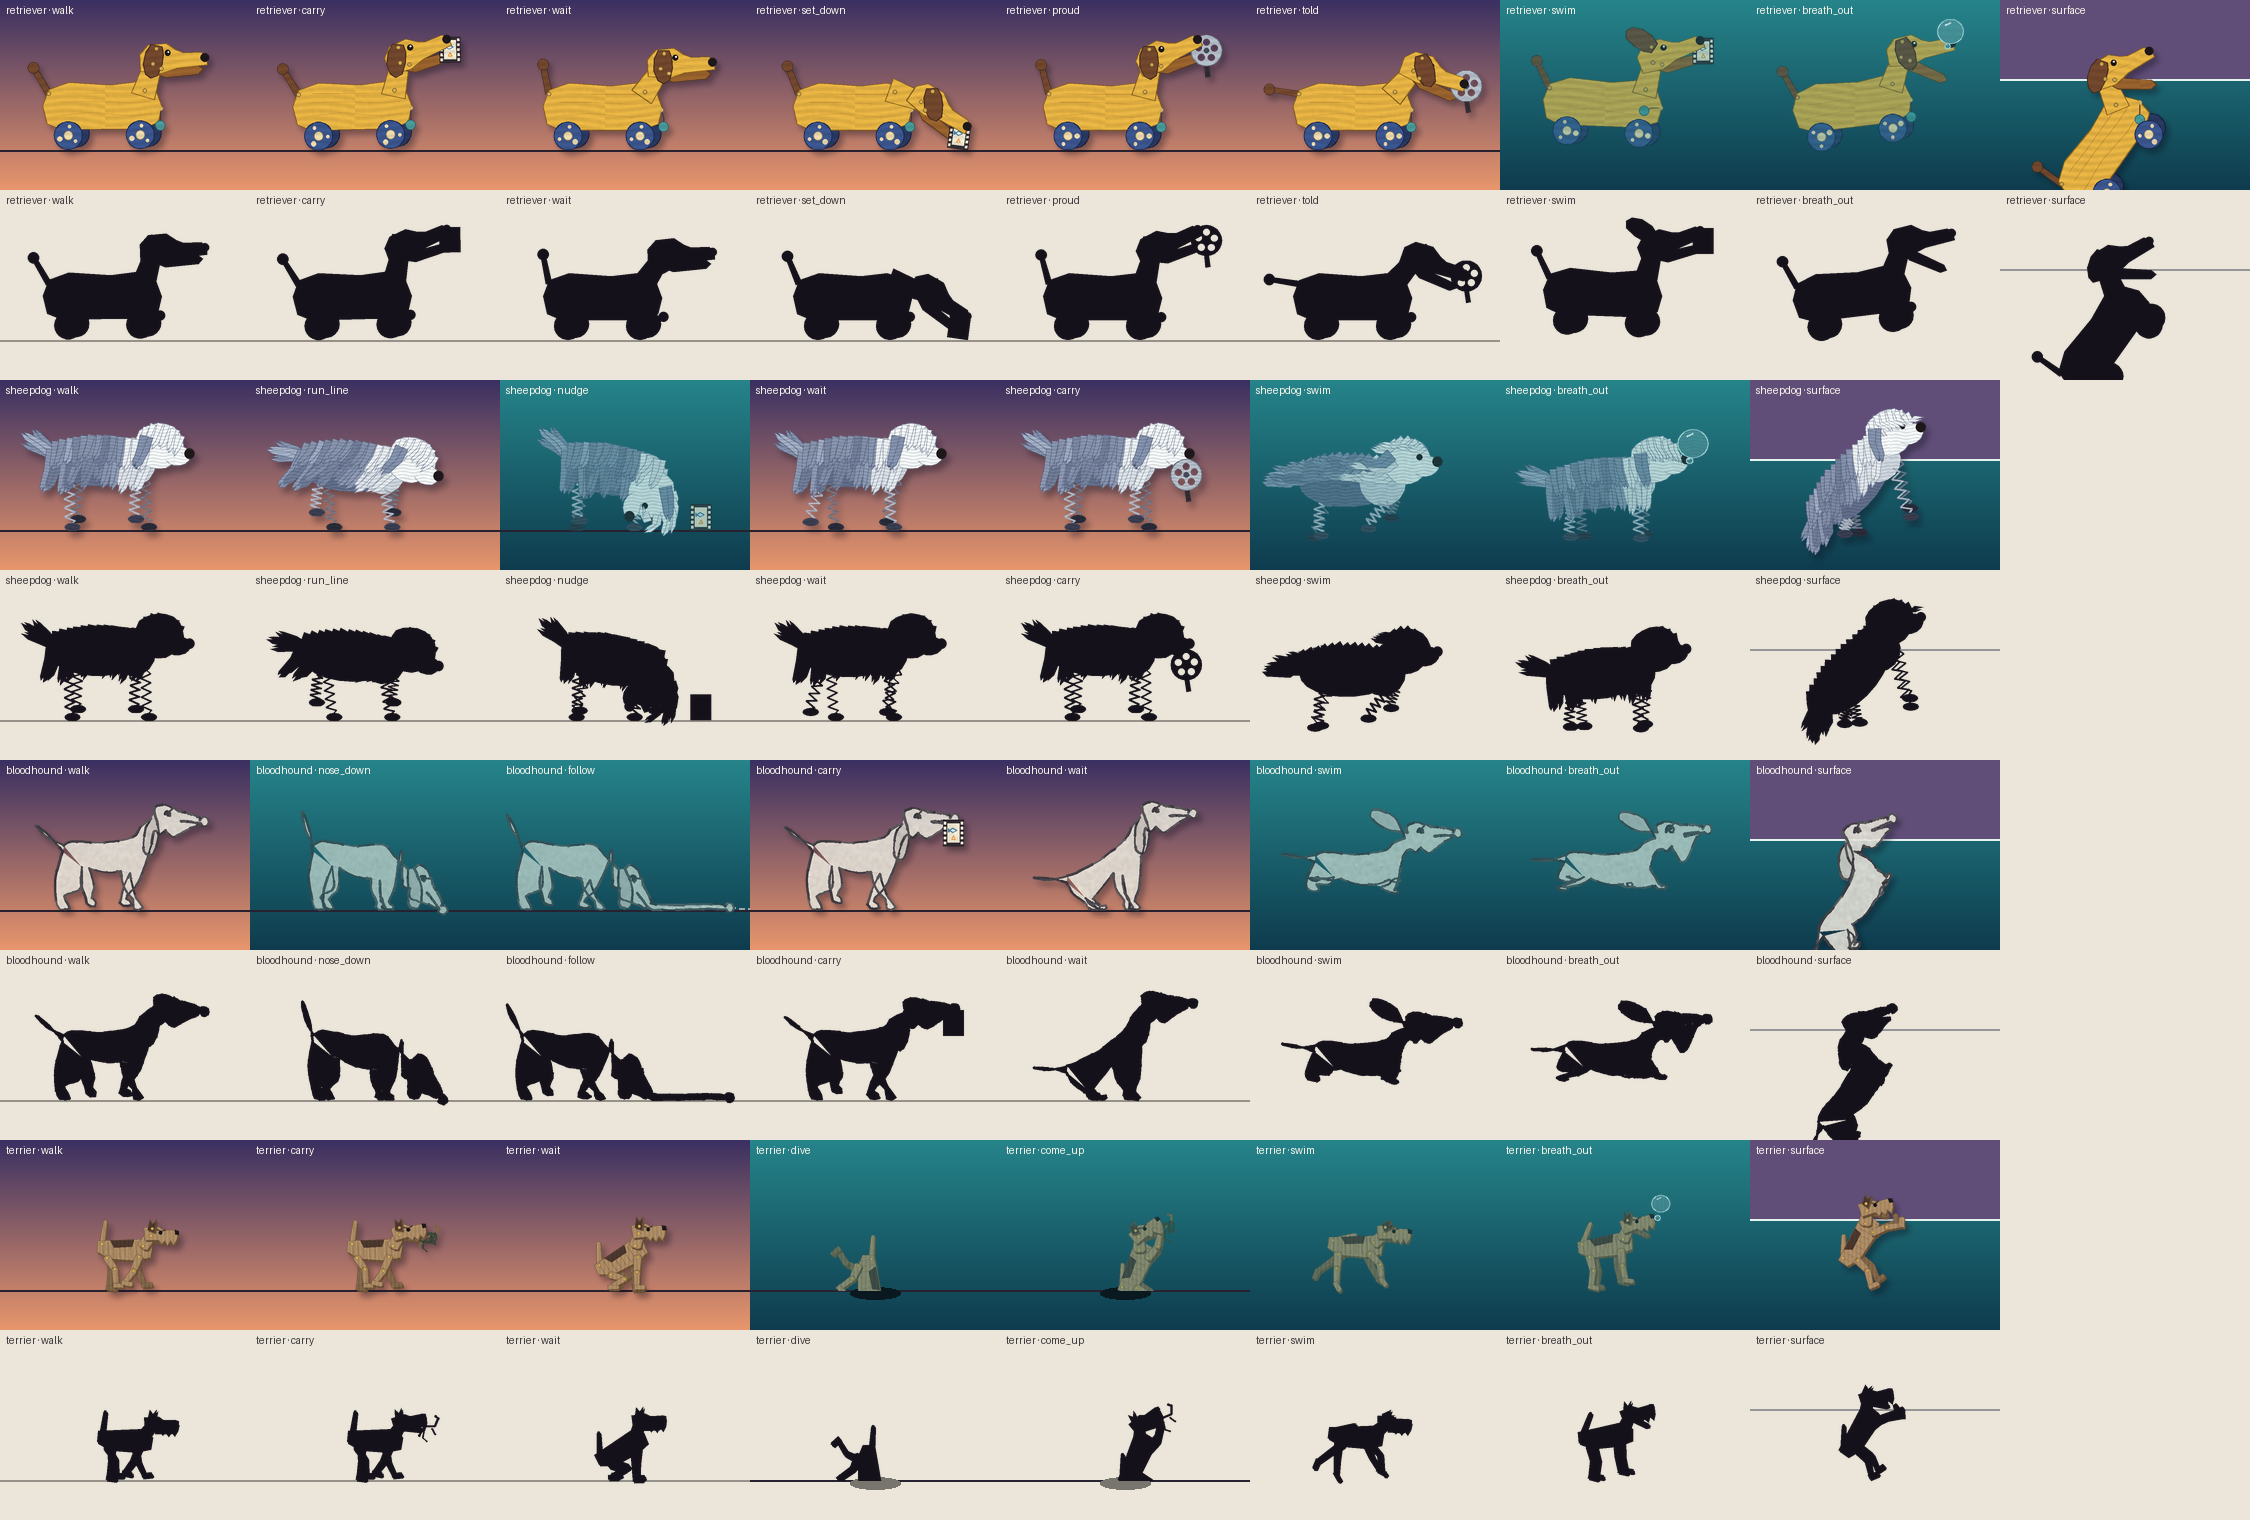 retriever·walk retriever·carry retriever·wait retriever·set_down retriever·proud retriever·told retriever·swim retriever·breath_out retriever·surface
retriever·walk retriever·carry retriever·wait retriever·set_down retriever·proud retriever·told retriever·swim retriever·breath_out retriever·surface
sheepdog·walk sheepdog·run_line sheepdog·nudge sheepdog·wait sheepdog·carry sheepdog·swim sheepdog·breath_out sheepdog·surface
sheepdog·walk sheepdog·run_line sheepdog·nudge sheepdog·wait sheepdog·carry sheepdog·swim sheepdog·breath_out sheepdog·surface
bloodhound·walk bloodhound·nose_down bloodhound·follow bloodhound·carry bloodhound·wait bloodhound·swim bloodhound·breath_out bloodhound·surface
bloodhound·walk bloodhound·nose_down bloodhound·follow bloodhound·carry bloodhound·wait bloodhound·swim bloodhound·breath_out bloodhound·surface
terrier·walk terrier·carry terrier·wait terrier·dive terrier·come_up terrier·swim terrier·breath_out terrier·surface
terrier·walk terrier·carry terrier·wait terrier·dive terrier·come_up terrier·swim terrier·breath_out terrier·surface